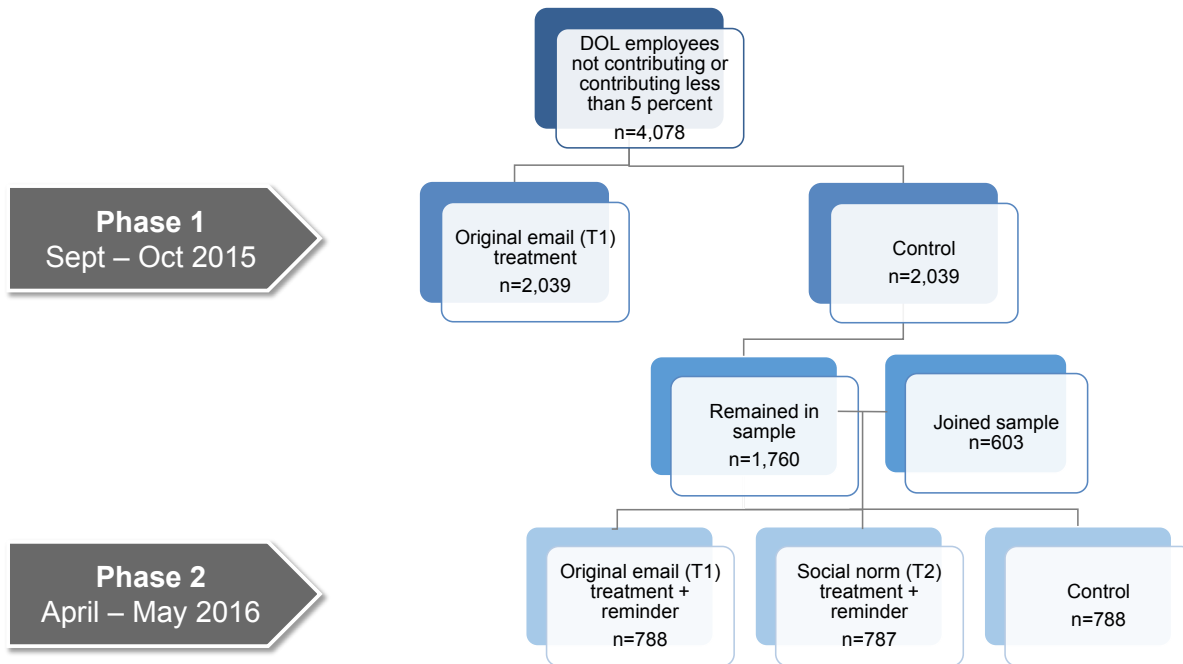 DOL employees
not contributing or
contributing less
than 5 percent
n=4,078
Phase 1
Sept – Oct 2015
Original email (T1)
treatment
n=2,039
Control
n=2,039
Remained in
sample
n=1,760
Joined sample
n=603
Phase 2
April – May 2016
Original email (T1)
treatment +
reminder
n=788
Social norm (T2)
treatment +
reminder
n=787
Control
n=788